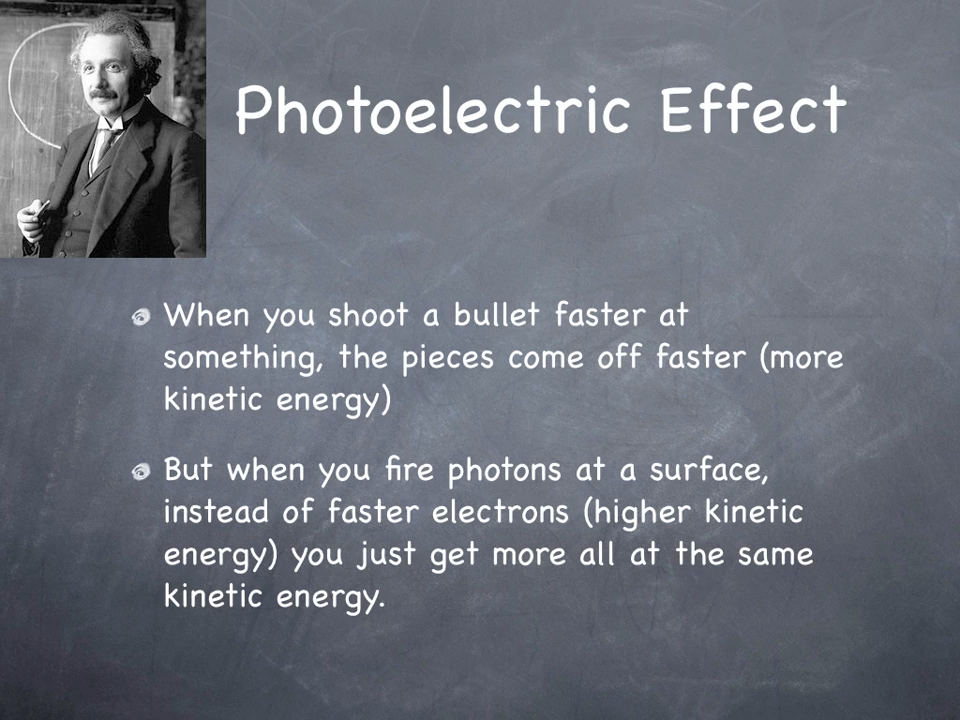 Photoelectric Effect
When you shoot a bullet faster at
something, the pieces come off faster (more
kinetic energy)
But when you fire photons at a surface,
instead of faster electrons (higher kinetic
energy) you just get more all at the same
kinetic energy.